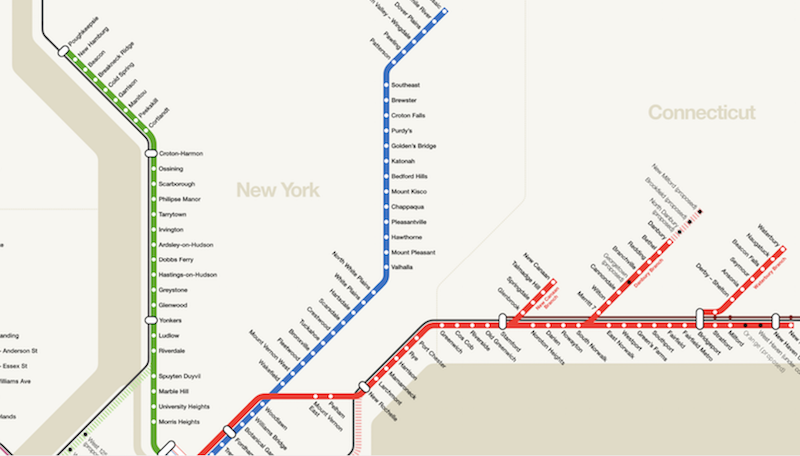 Poughkeepsie
New Hamburg
Beacon
Breakneck Ridge
Cold Spring
Garrison
Manitou
Peekskill
Cortlandt
Croton-Harmon
Ossining
Scarborough
Philipse Manor
Tarrytown
Irvington
Ardsley-on-Hudson
Dobbs Ferry
Hastings-on-Hudson
Greystone
Glenwood
Yonkers
Ludlow
Riverdale
Spuyten Duyvil
Marble Hill
University Heights
Morris Heights
New York
Connecticut
Dover Plains
Valley – Wingdale
Pawling
Patterson
Southeast
Brewster
Croton Falls
Purdy's
Golden's Bridge
Katonah
Bedford Hills
Mount Kisco
Chappaqua
Pleasantville
Hawthorne
Mount Pleasant
Valhalla
North White Plains
White Plains
Hartsdale
Scarsdale
Crestwood
Tuckahoe
Bronxville
Fleetwood
Mount Vernon West
Wakefield
Woodlawn
Williams Bridge
Botanical Gar
Fordham
Mount Vernon
East
Pelham
New Rochelle
Larchmont
Mamaroneck
Harrison
Rye
Port Chester
Greenwich
Cos Cob
Riverside
Old Greenwich
Stamford
Noroton Heights
Darien
Rowayton
South Norwalk
East Norwalk
Westport
Green's Farms
Southport
Fairfield
Fairfield Metro
Bridgeport
Stratford
Milford
Orange (proposed)
West Haven (under co
New Haven
Glenbrook
Springdale
Talmadge Hill
New Canaan
New Canaan
Branch
Merritt 7
Wilton
Cannondale
Georgetown
(proposed)
Branchville
Redding
Bethel
Danbury
North Danbury
(proposed)
Brookfield (proposed)
New Milford (proposed)
Danbury Branch
Derby – Shelton
Ansonia
Seymour
Beacon Falls
Naugatuck
Waterbury
Waterbury Branch
anding
– Anderson St
– Essex St
illiams Ave
lands
West 125